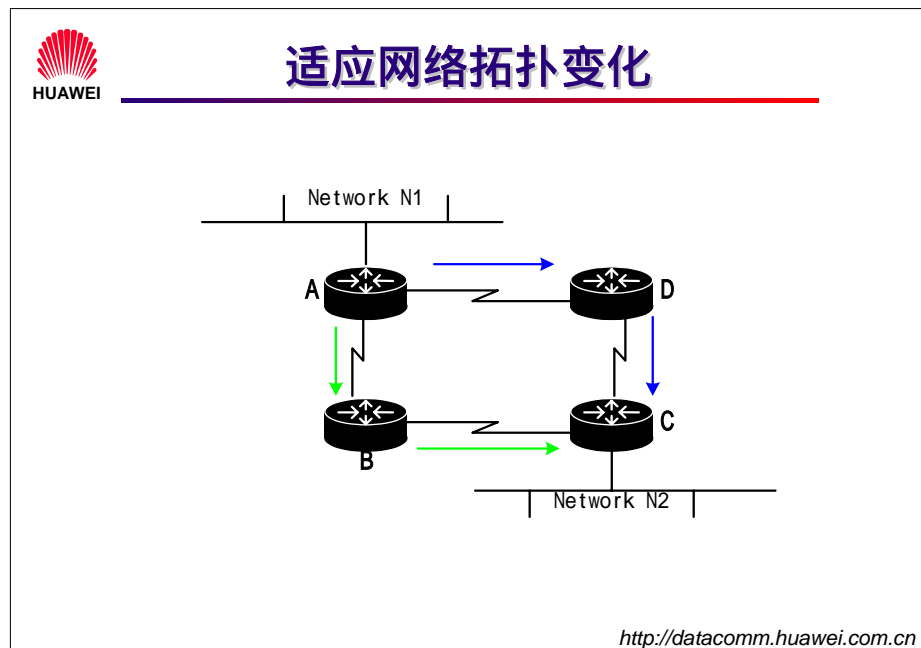 HUAWEI
适应网络拓扑变化
Network N1
A
D
B
C
Network N2
http://datacomm.huawei.com.cn